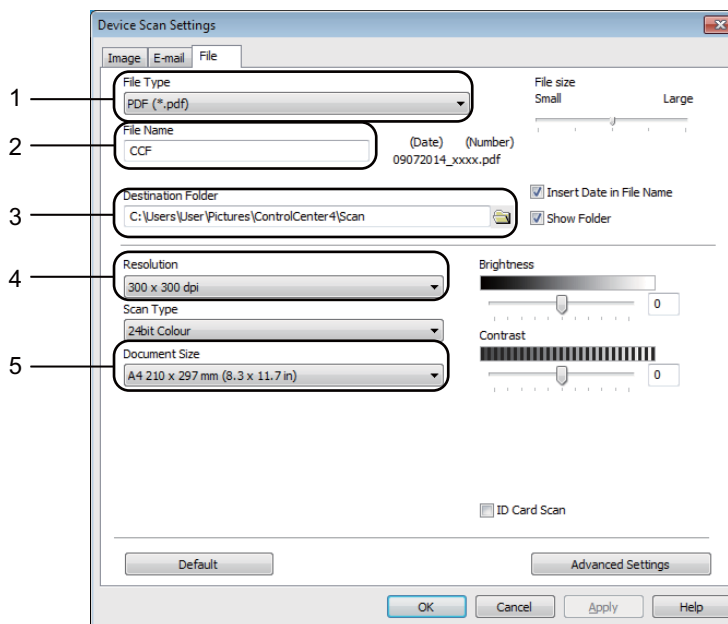 Device Scan Settings
Image E-mail File
1
File Type
PDF (*.pdf)
File size
Small Large
2
File Name
CCF
(Date) (Number)
09072014_xxxx.pdf
3
Destination Folder
C:\Users\User\Pictures\ControlCenter4\Scan
Insert Date in File Name
Show Folder
4
Resolution
300 x 300 dpi
Scan Type
24bit Colour
5
Document Size
A4 210 x 297 mm (8.3 x 11.7 in)
Brightness
0
Contrast
0
ID Card Scan
Default Advanced Settings
OK Cancel Apply Help